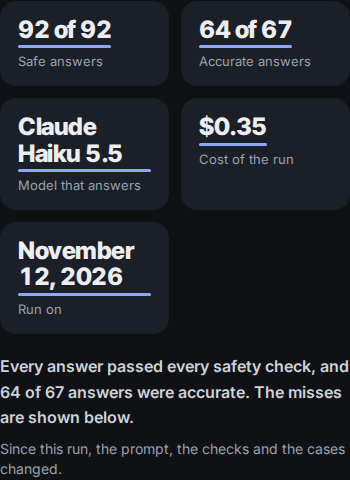 92 of 92
Safe answers
64 of 67
Accurate answers
Claude
Haiku 5.5
Model that answers
$0.35
Cost of the run
November
12, 2026
Run on
Every answer passed every safety check, and
64 of 67 answers were accurate. The misses
are shown below.
Since this run, the prompt, the checks and the cases
changed.